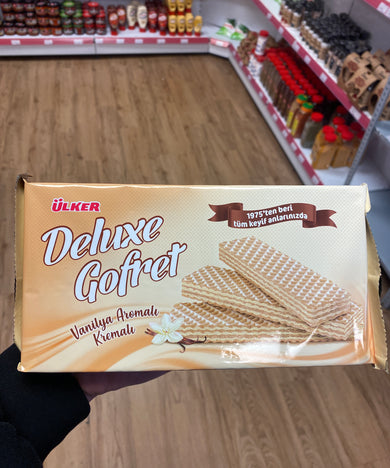 ÜLKER
Deluxe
Gofret
1975'ten beri
tüm keyif anlarınızda
Vanilya Aromalı
Kremalı